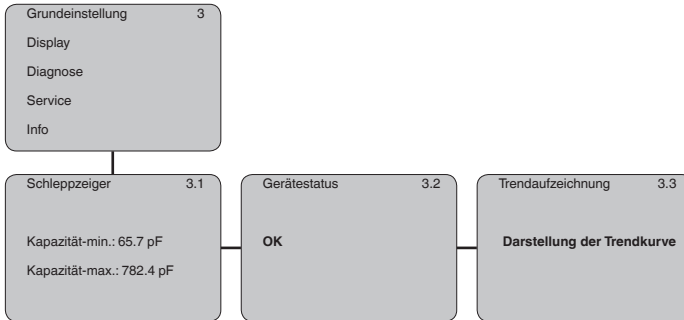 Grundeinstellung 3
Display
Diagnose
Service
Info
Schleppzeiger 3.1
Kapazität-min.: 65.7 pF
Kapazität-max.: 782.4 pF
Gerätestatus 3.2
OK
Trendaufzeichnung 3.3
Darstellung der Trendkurve